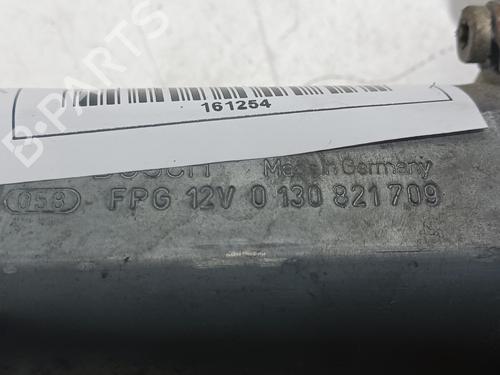 B-PARTS
161254
BOSCH Made in Germany
058 FPG 12V 0 130 821 709